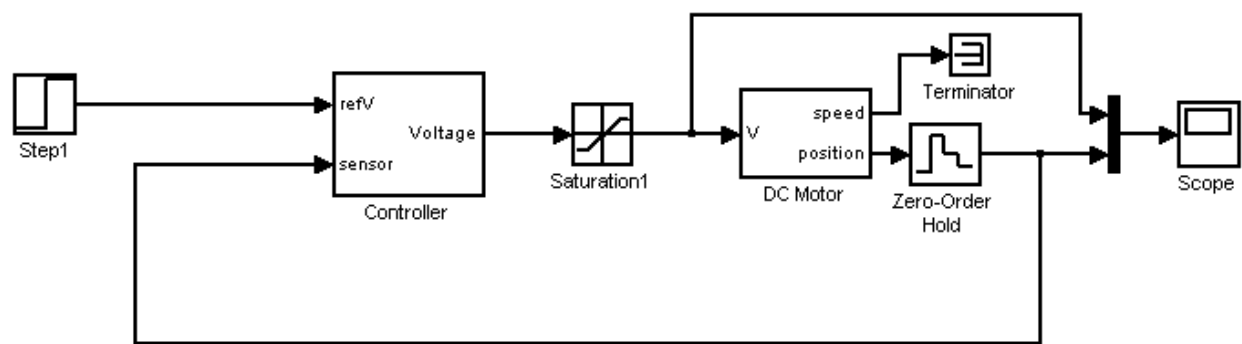 Step1
refV
sensor
Voltage
Controller
Saturation1
V
speed
position
DC Motor
Terminator
Zero-Order
Hold
Scope